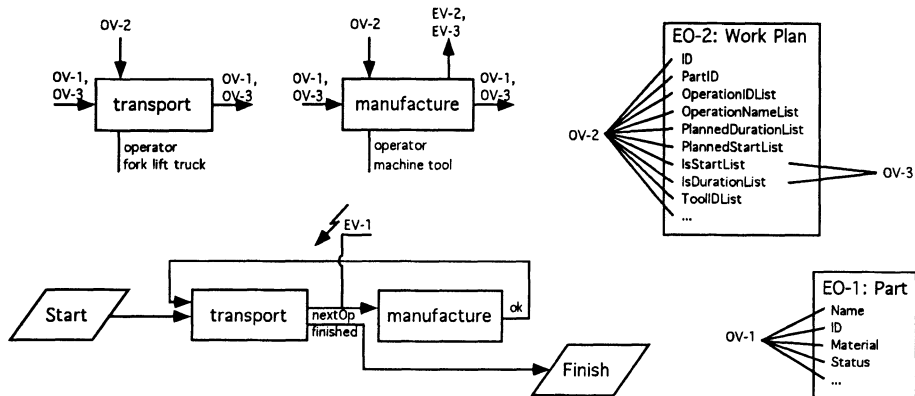 OV-2
OV-1,
OV-3
transport
OV-1,
OV-3
operator
fork lift truck
OV-2
EV-2,
EV-3
OV-1,
OV-3
manufacture
OV-1,
OV-3
operator
machine tool
EO-2: Work Plan
ID
PartID
OperationIDList
OperationNameList
PlannedDurationList
PlannedStartList
IsStartList
IsDurationList
ToolIDList
...
OV-2
OV-3
EV-1
Start
transport
nextOp
finished
manufacture
ok
Finish
EO-1: Part
Name
ID
Material
Status
...
OV-1